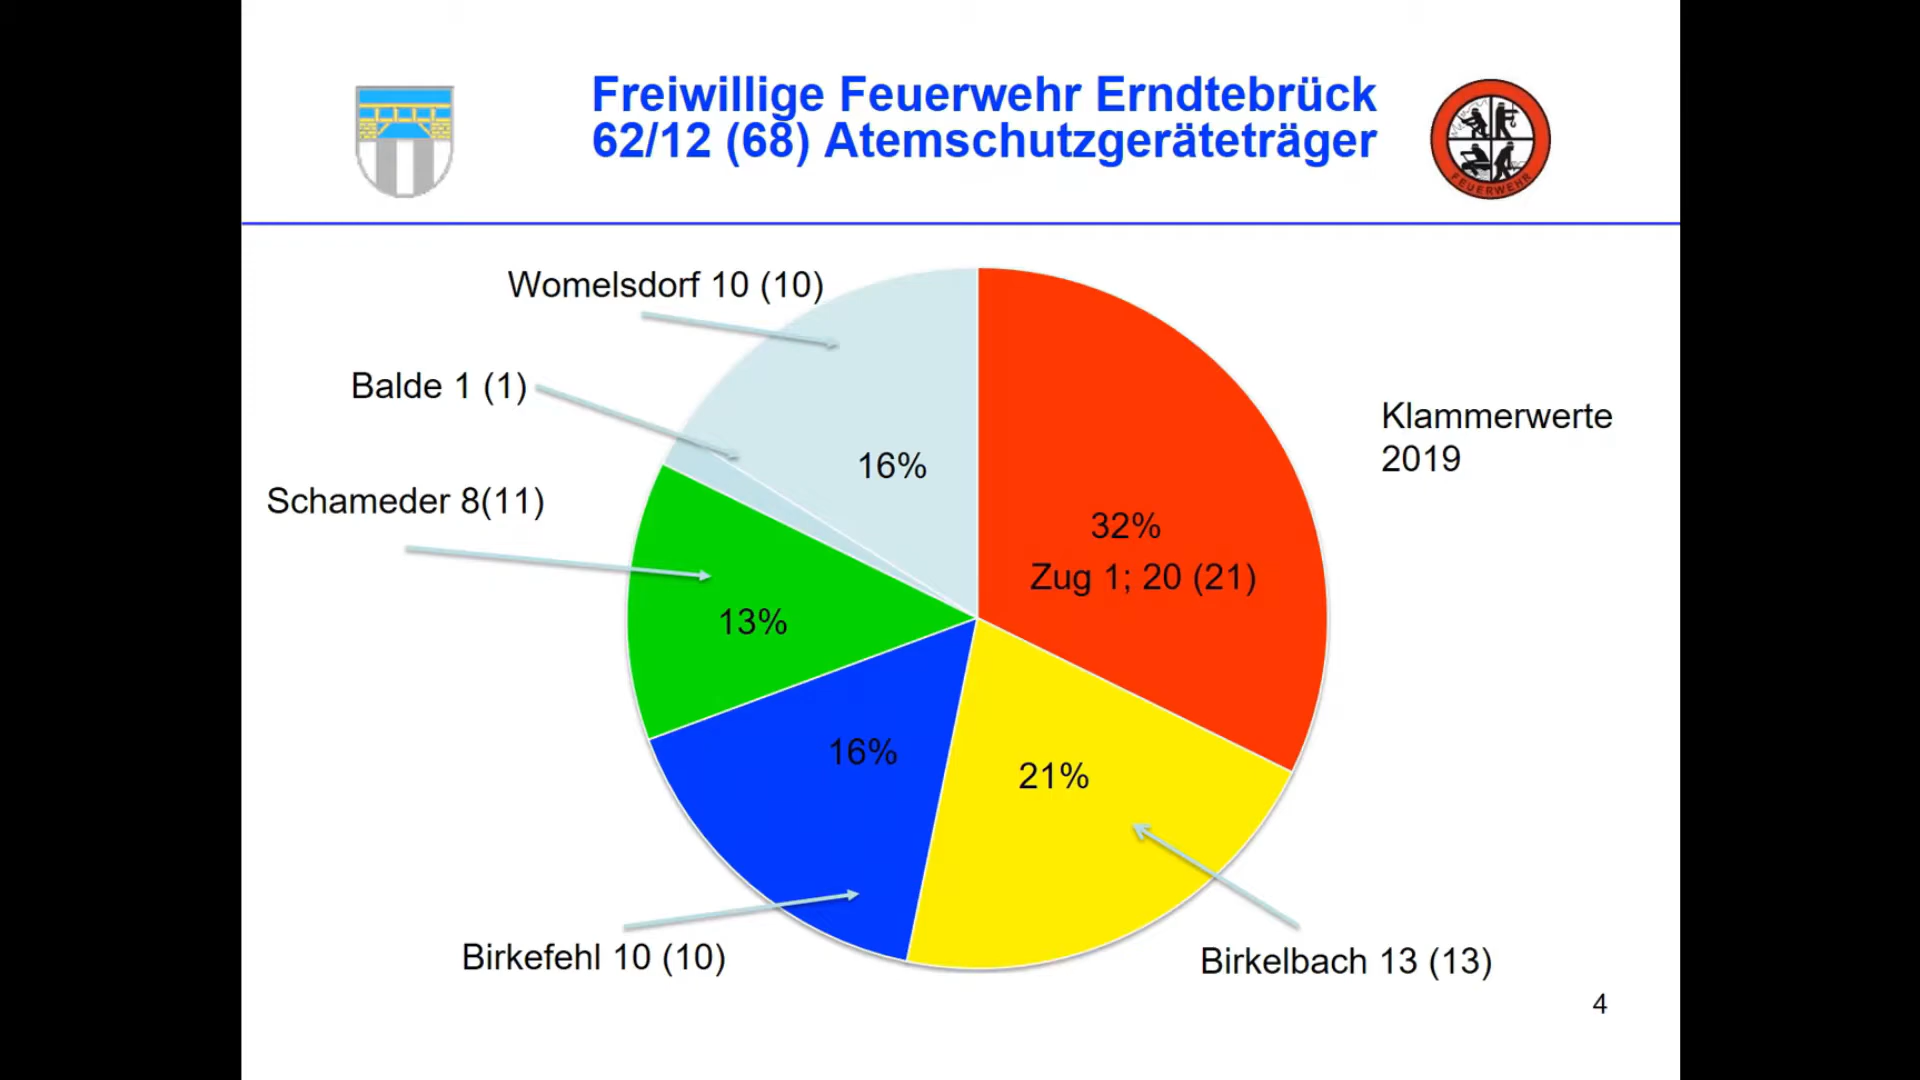 Freiwillige Feuerwehr Erndtebrück
62/12 (68) Atemschutzgeräteträger
FEUERWEHR
Womelsdorf 10 (10)
Balde 1 (1)
Klammerwerte
2019
16%
Schameder 8(11)
32%
Zug 1; 20 (21)
13%
16%
21%
Birkefehl 10 (10)
Birkelbach 13 (13)
4